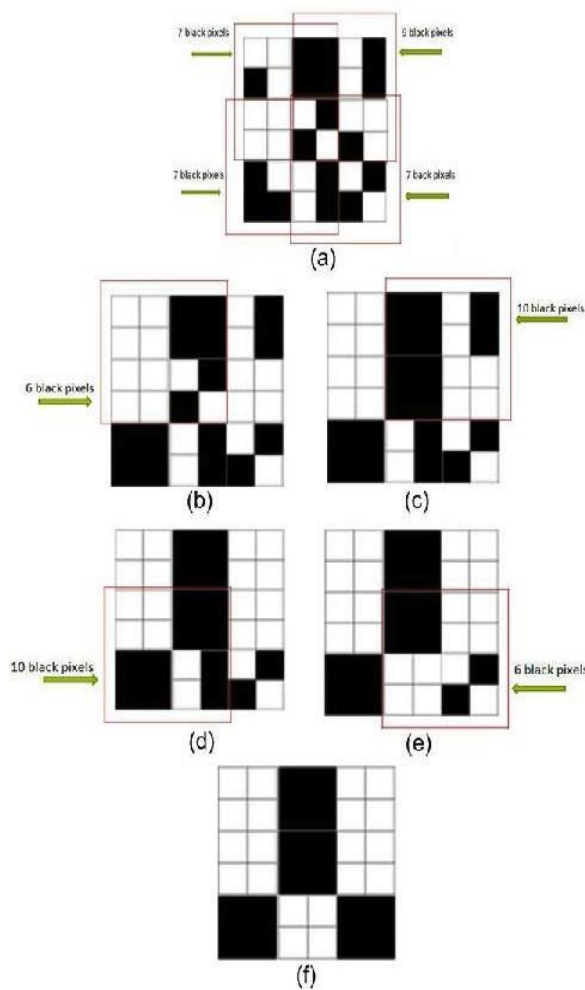 7 black pixels
9 black pixels
7 black pixels
7 back pixels
(a)
10 black pixels
6 black pixels
(b)
(c)
10 black pixels
6 black pixels
(d)
(e)
(f)